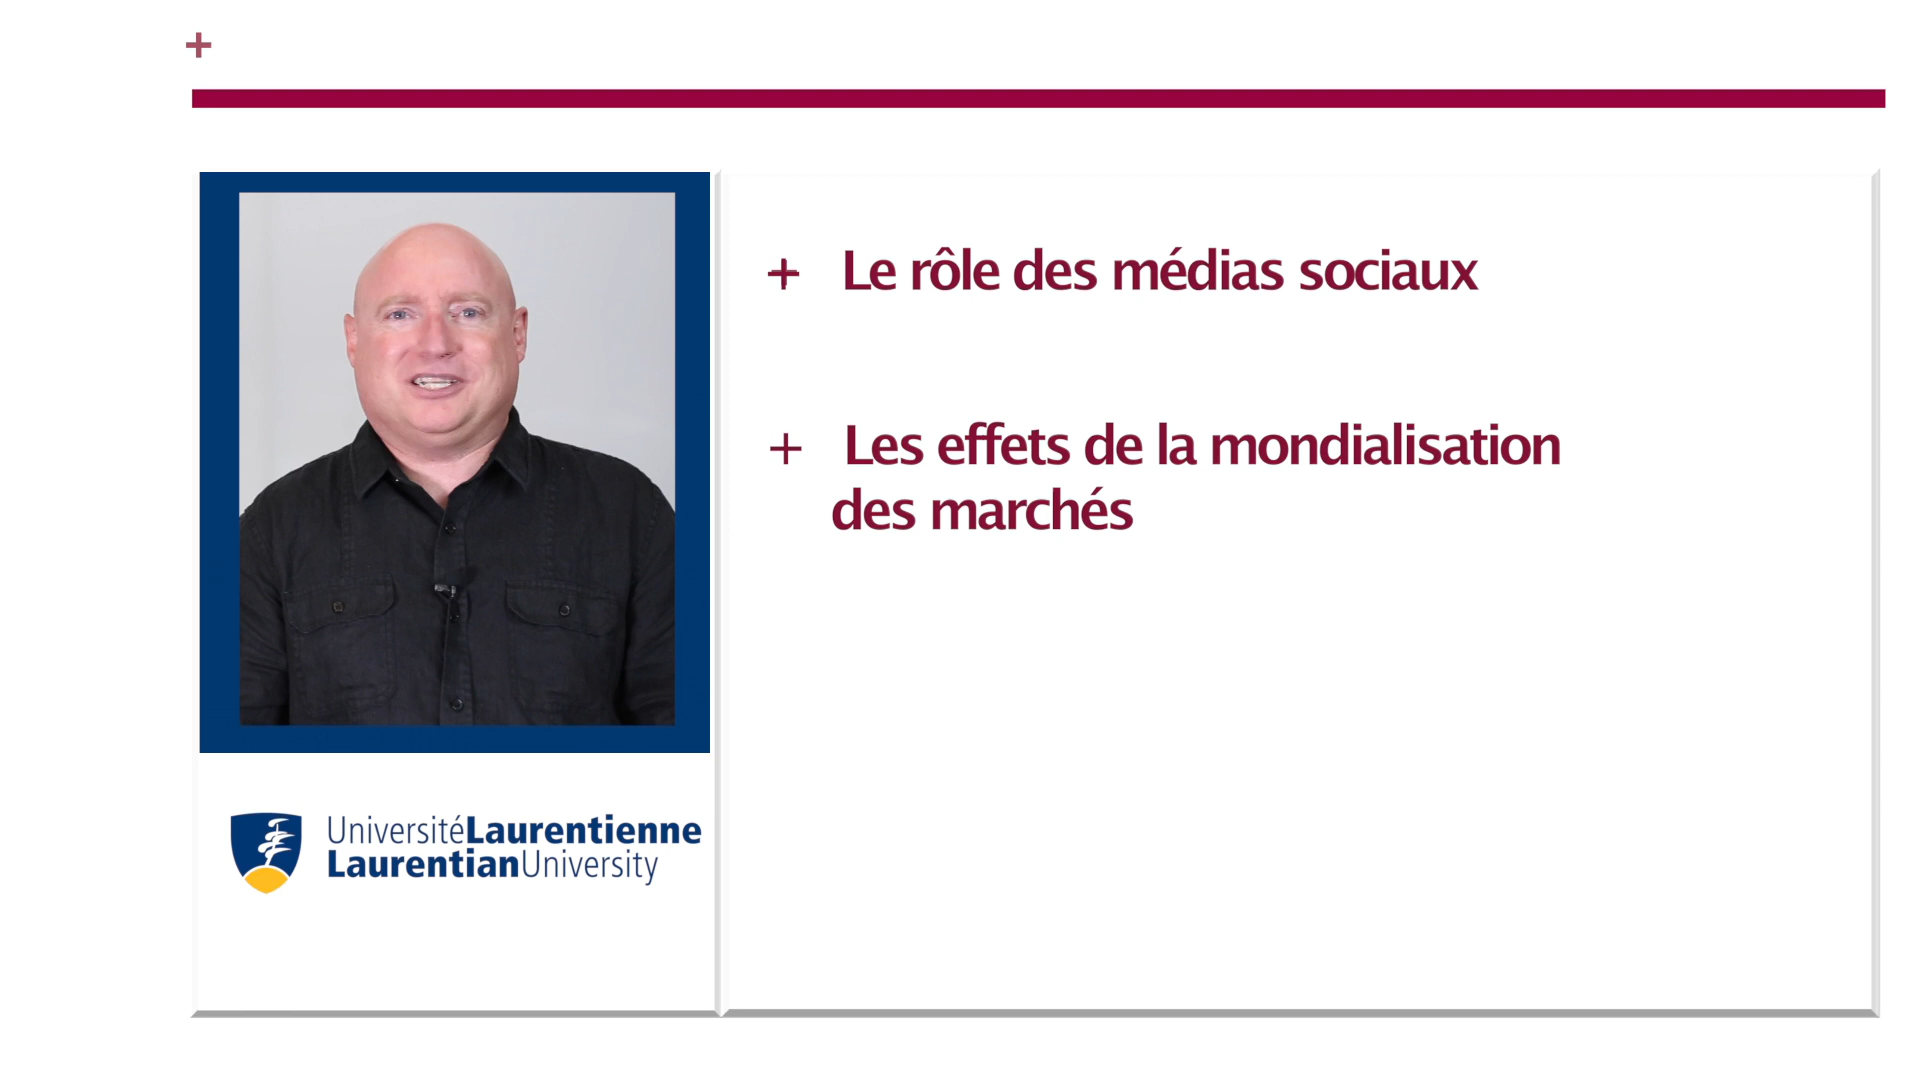 +
+ Le rôle des médias sociaux
+ Les effets de la mondialisation
des marchés
UniversitéLaurentienne
LaurentianUniversity